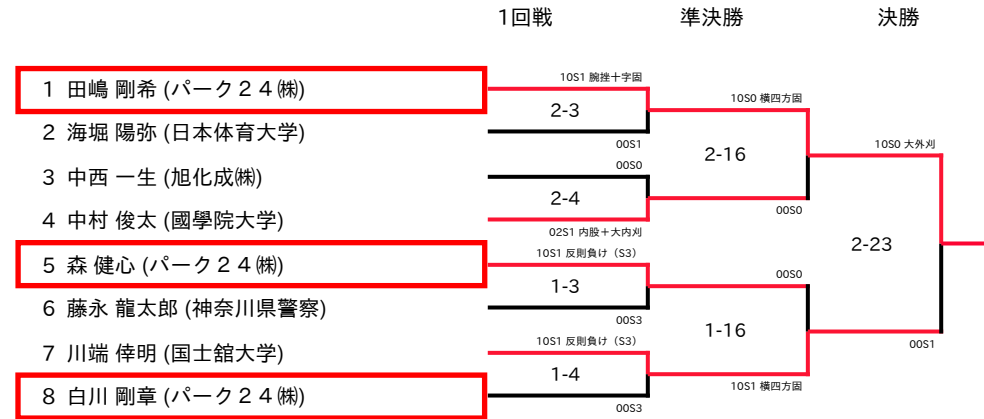 1回戦 準決勝 決勝
1 田嶋 剛希 (パーク２４㈱)
2 海堀 陽弥 (日本体育大学)
3 中西 一生 (旭化成㈱)
4 中村 俊太 (國學院大学)
5 森 健心 (パーク２４㈱)
6 藤永 龍太郎 (神奈川県警察)
7 川端 倖明 (国士舘大学)
8 白川 剛章 (パーク２４㈱)
10S1 腕挫十字固
2-3
00S1
00S0
2-4
02S1 内股＋大内刈
10S1 反則負け（S3）
1-3
00S3
10S1 反則負け（S3）
1-4
00S3
10S0 横四方固
2-16
00S0
00S0
1-16
10S1 横四方固
10S0 大外刈
2-23
00S1